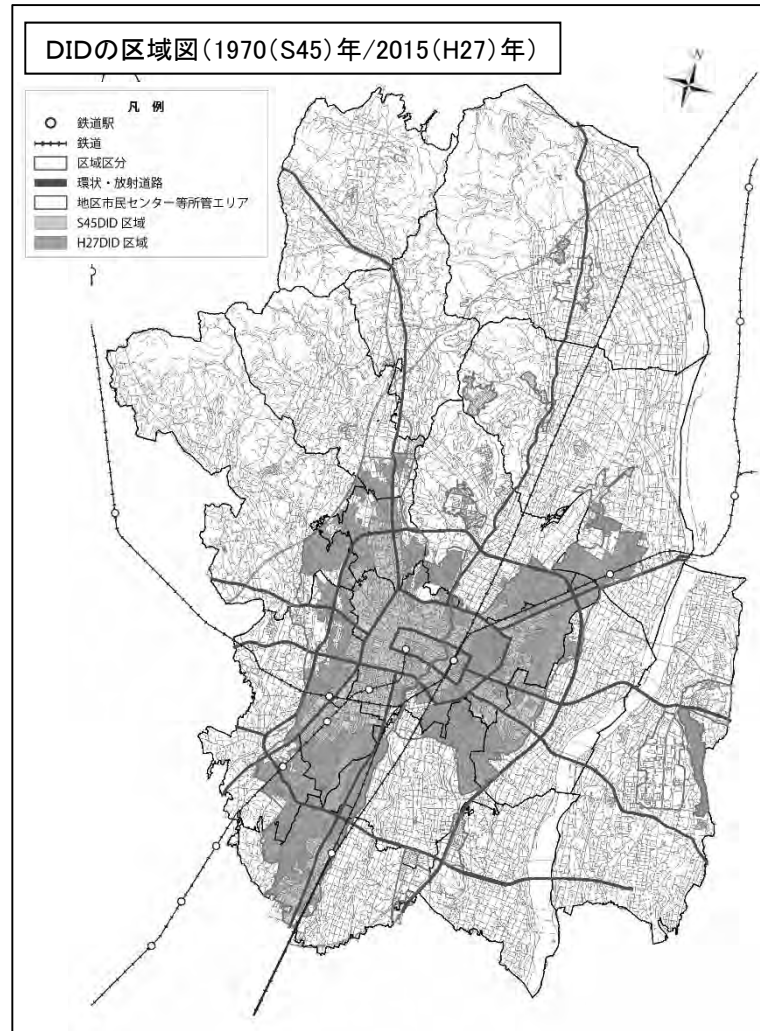 DIDの区域図(1970(S45)年/2015(H27)年)
N
凡 例
鉄道駅
鉄道
区域区分
環状・放射道路
地区市民センター等所管エリア
S45DID 区域
H27DID 区域